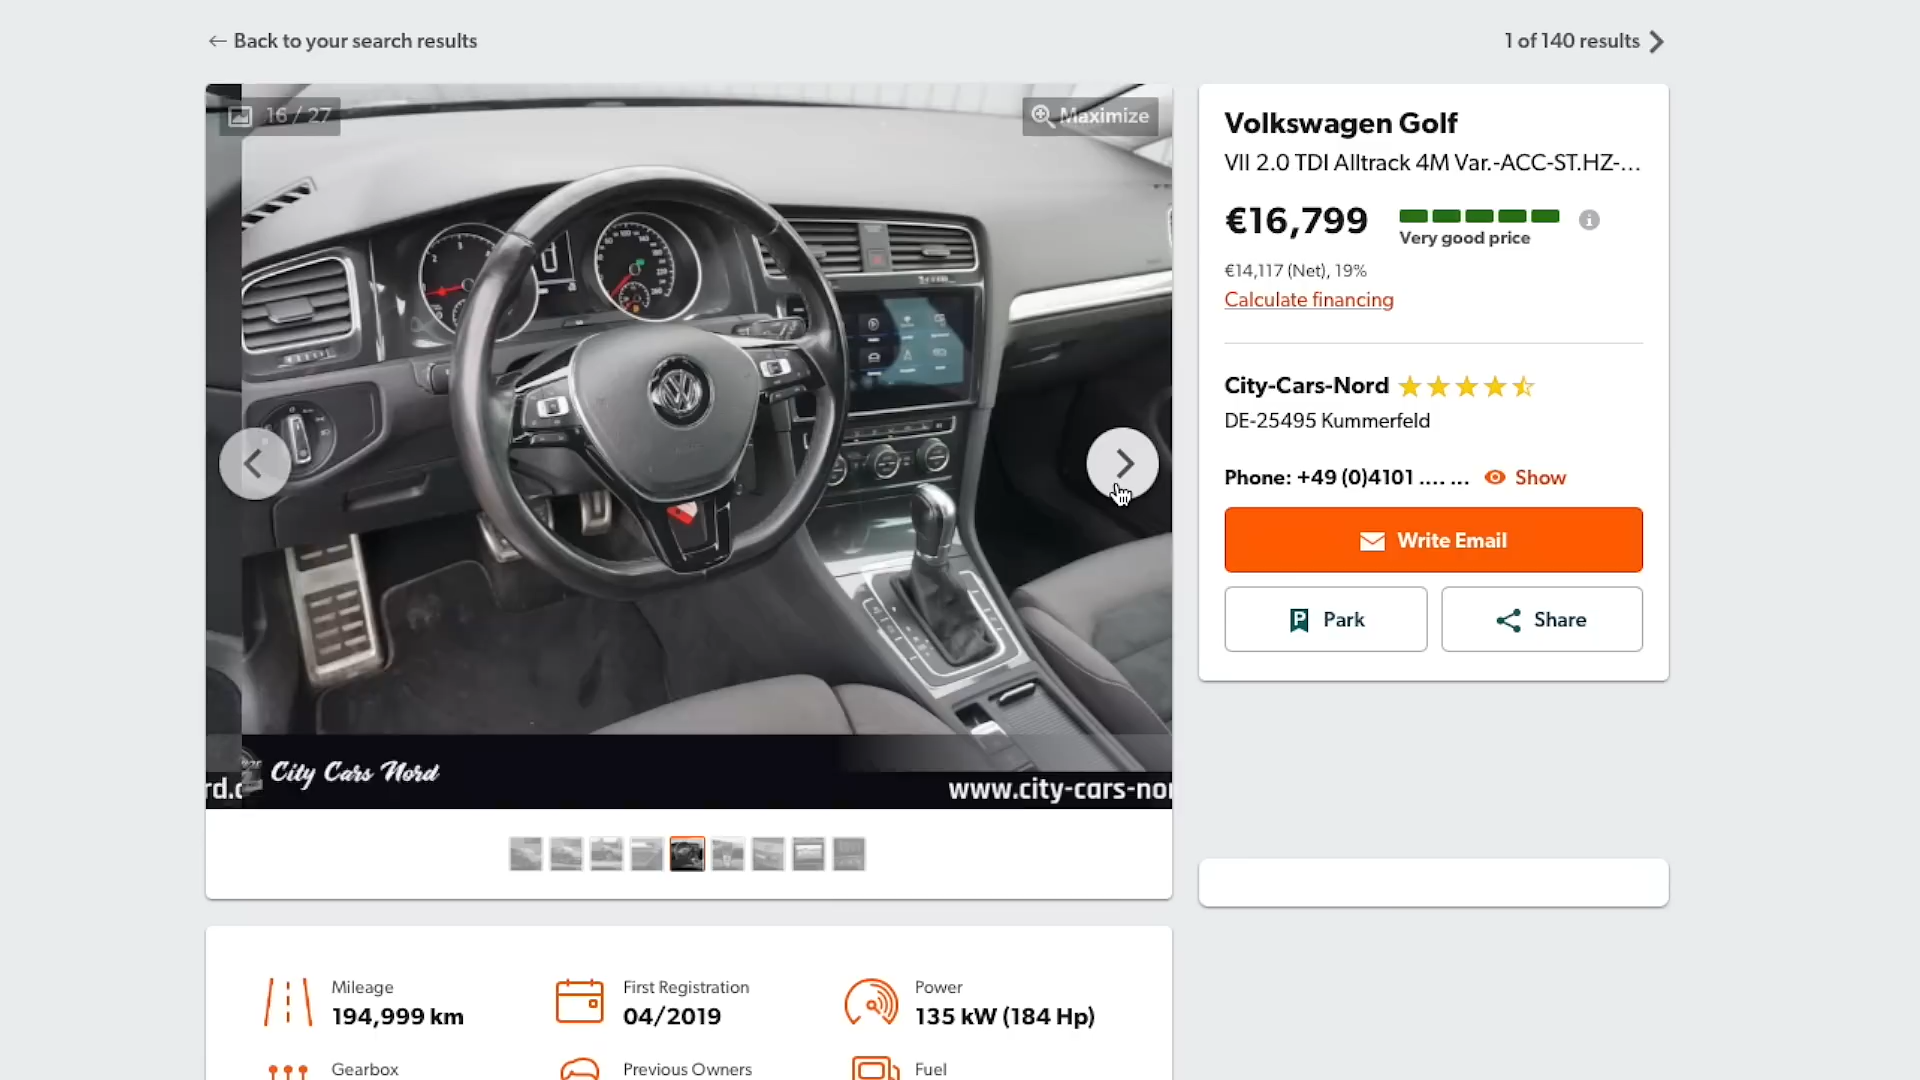 ← Back to your search results
1 of 140 results
16 / 27
Maximize
City Cars Nord
rd.c
www.city-cars-nor
Volkswagen Golf
VII 2.0 TDI Alltrack 4M Var.-ACC-ST.HZ-...
€16,799
Very good price
€14,117 (Net), 19%
Calculate financing
City-Cars-Nord
DE-25495 Kummerfeld
Phone: +49 (0)4101 .... ... Show
Write Email
Park
Share
Mileage
194,999 km
First Registration
04/2019
Power
135 kW (184 Hp)
Gearbox
Previous Owners
Fuel